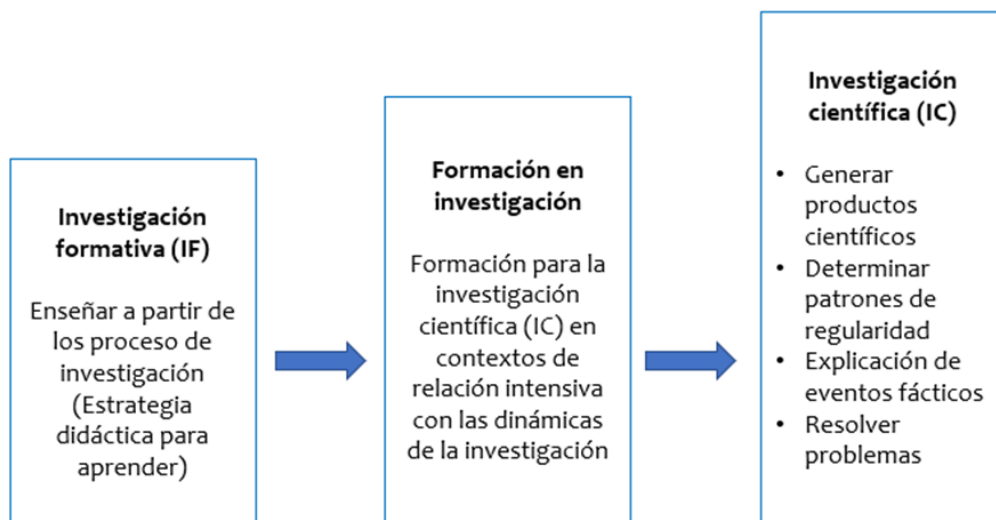 Investigación
formativa (IF)
Enseñar a partir de
los proceso de
investigación
(Estrategia
didáctica para
aprender)
Formación en
investigación
Formación para la
investigación
científica (IC) en
contextos de
relación intensiva
con las dinámicas
de la investigación
Investigación
científica (IC)
• Generar
productos
científicos
• Determinar
patrones de
regularidad
• Explicación de
eventos fácticos
• Resolver
problemas